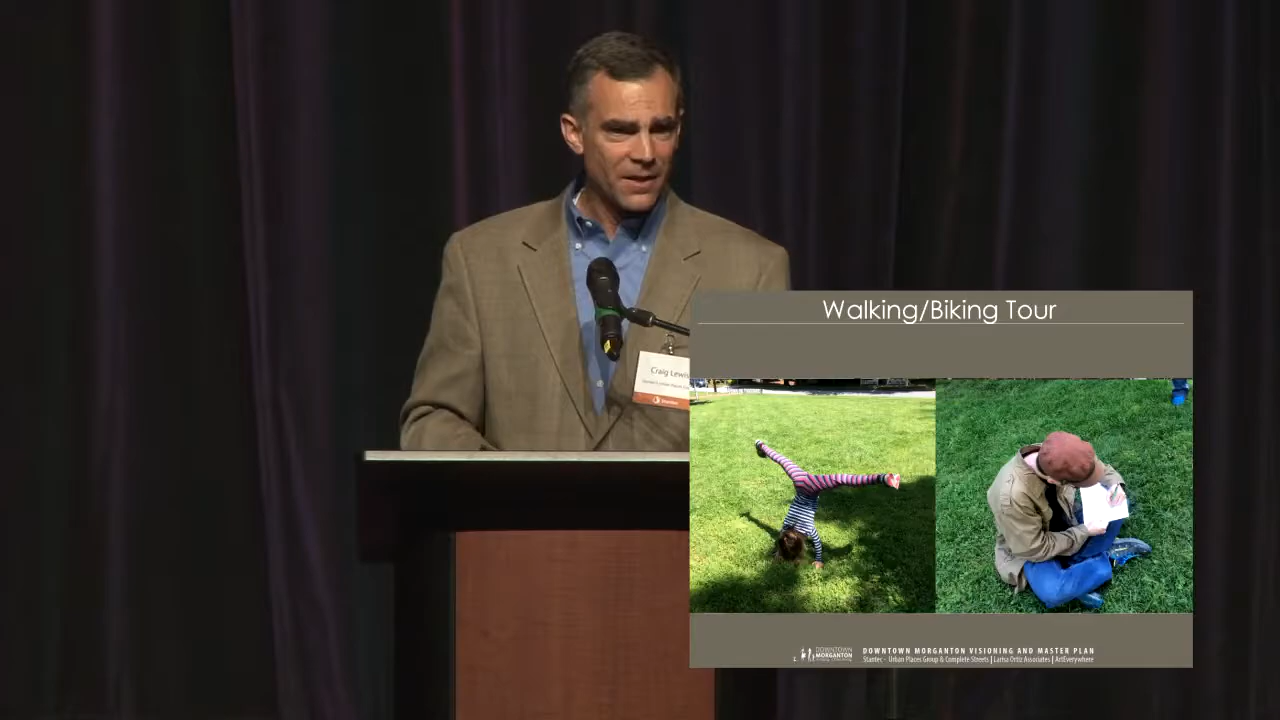 Walking/Biking Tour
Craig Lewis
Stantec
DOWNTOWN
MORGANTON
DOWNTOWN MORGANTON VISIONING AND MASTER PLAN
Stantec - Urban Places Group & Complete Streets | Larisa Ortiz Associates | ArtEverywhere